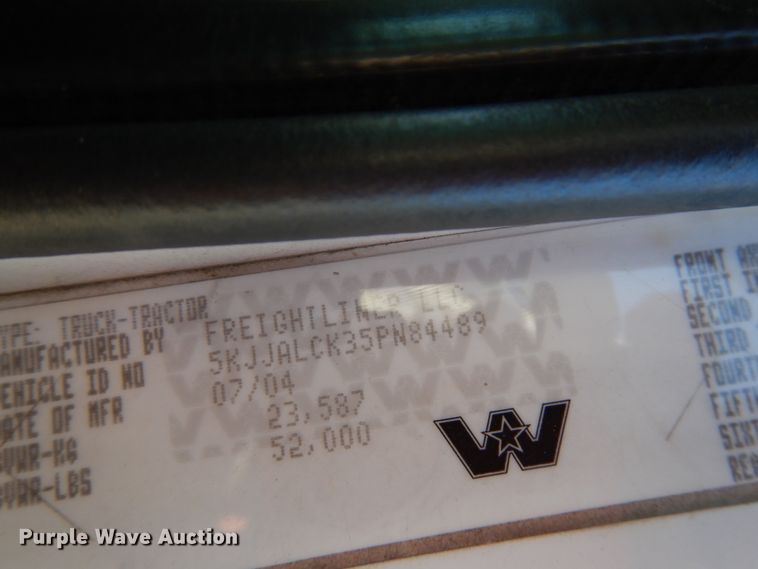 TYPE: TRUCK-TRACTOR
MANUFACTURED BY FREIGHTLINER LLC
VEHICLE ID NO 5KJJALCK35PN84489
DATE OF MFR 07/04
GVWR-KG 23,587
GVWR-LBS 52,000
FRONT
FIRST
SECOND
THIRD
FOURTH
FIFTH
SIXTH
Purple Wave Auction